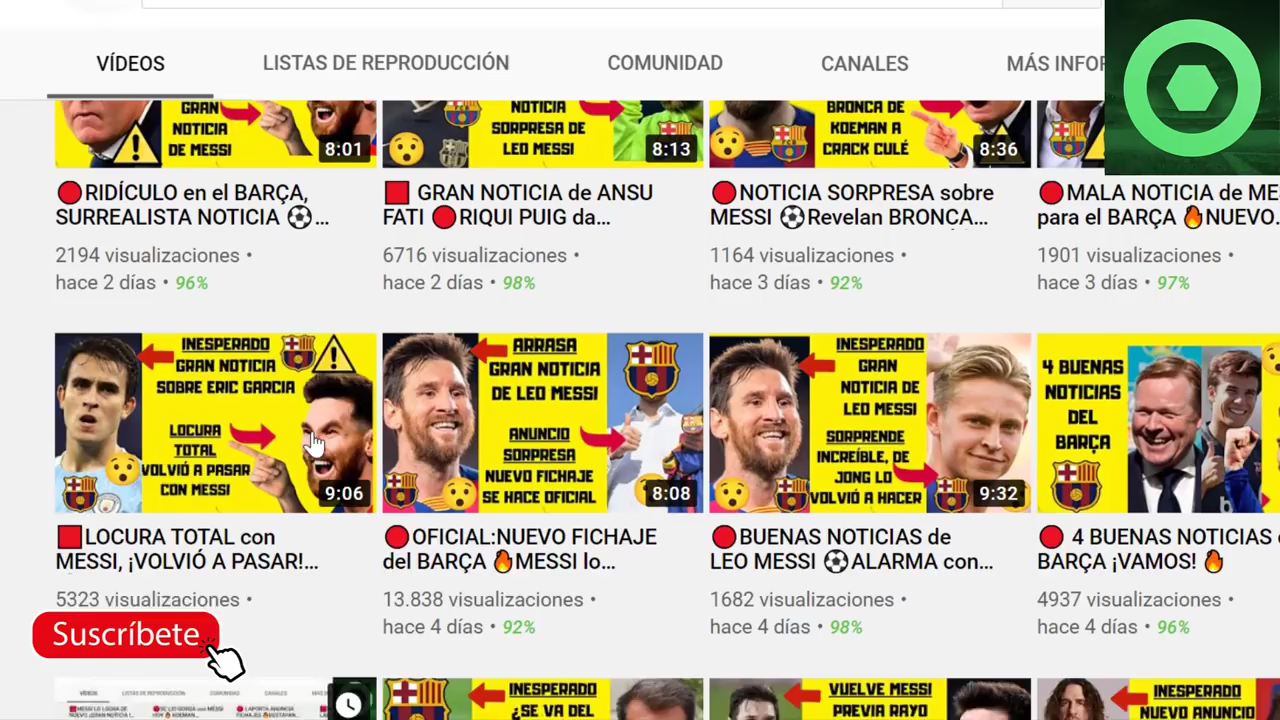 VÍDEOS
LISTAS DE REPRODUCCIÓN
COMUNIDAD
CANALES
MÁS INFOR
GRAN
NOTICIA
DE MESSI
8:01
NOTICIA
SORPRESA DE
LEO MESSI
8:13
BRONCA DE
KOEMAN A
CRACK CULÉ
8:36
RIDÍCULO en el BARÇA,
SURREALISTA NOTICIA ...
2194 visualizaciones •
hace 2 días • 96%
GRAN NOTICIA de ANSU
FATI RIQUI PUIG da...
6716 visualizaciones •
hace 2 días • 98%
NOTICIA SORPRESA sobre
MESSI Revelan BRONCA...
1164 visualizaciones •
hace 3 días • 92%
MALA NOTICIA de ME
para el BARÇA NUEVO.
1901 visualizaciones •
hace 3 días • 97%
INESPERADO
GRAN NOTICIA
SOBRE ERIC GARCIA
LOCURA
TOTAL
VOLVIÓ A PASAR
CON MESSI
9:06
ARRASA
GRAN NOTICIA
DE LEO MESSI
ANUNCIO
SORPRESA
NUEVO FICHAJE
SE HACE OFICIAL
8:08
INESPERADO
GRAN
NOTICIA DE
LEO MESSI
SORPRENDE
INCREÍBLE, DE
JONG LO
VOLVIÓ A HACER
9:32
4 BUENAS
NOTICIAS
DEL
BARÇA
LOCURA TOTAL con
MESSI, ¡VOLVIÓ A PASAR!...
5323 visualizaciones •
OFICIAL:NUEVO FICHAJE
del BARÇA MESSI lo...
13.838 visualizaciones •
hace 4 días • 92%
BUENAS NOTICIAS de
LEO MESSI ALARMA con...
1682 visualizaciones •
hace 4 días • 98%
4 BUENAS NOTICIAS
BARÇA ¡VAMOS!
4937 visualizaciones •
hace 4 días • 96%
Suscríbete
VÍDEOS
LISTAS DE REPRODUCCIÓN
COMUNIDAD
CANALES
INESPERADO
¿SE VA DEL
VUELVE MESSI
PREVIA RAYO
INESPERADO
NUEVO ANUNCIO